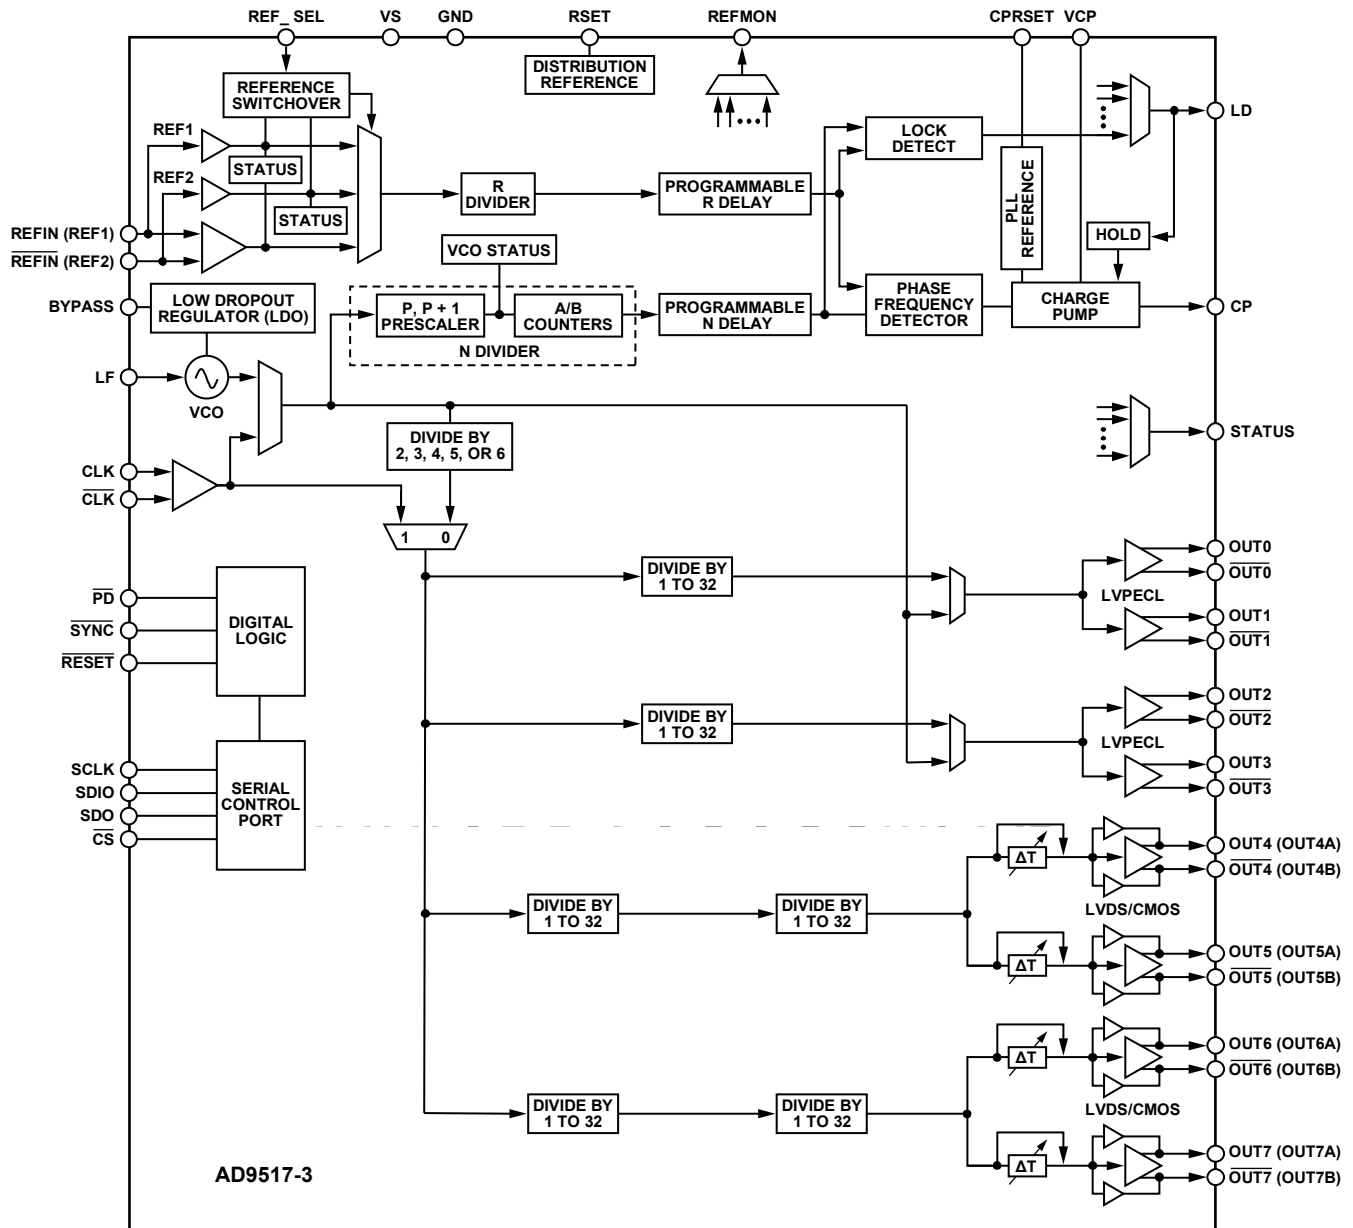 REF_ SEL VS GND RSET REFMON CPRSET VCP
DISTRIBUTION
REFERENCE
REFERENCE
SWITCHOVER
LD
REF1
LOCK
DETECT
STATUS
REF2
R
DIVIDER
PROGRAMMABLE
R DELAY
PLL
REFERENCE
STATUS
REFIN (REF1)
HOLD
REFIN (REF2)
VCO STATUS
BYPASS
LOW DROPOUT
REGULATOR (LDO)
P, P + 1
PRESCALER
A/B
COUNTERS
PROGRAMMABLE
N DELAY
PHASE
FREQUENCY
DETECTOR
CHARGE
PUMP
CP
N DIVIDER
LF
VCO
STATUS
DIVIDE BY
2, 3, 4, 5, OR 6
CLK
CLK
1 0
OUT0
DIVIDE BY
1 TO 32
OUT0
PD
LVPECL
DIGITAL
LOGIC
OUT1
SYNC
OUT1
RESET
OUT2
DIVIDE BY
1 TO 32
OUT2
LVPECL
SCLK
OUT3
SDIO
SERIAL
CONTROL
PORT
OUT3
SDO
CS
OUT4 (OUT4A)
ΔT
OUT4 (OUT4B)
DIVIDE BY
1 TO 32
DIVIDE BY
1 TO 32
LVDS/CMOS
OUT5 (OUT5A)
ΔT
OUT5 (OUT5B)
OUT6 (OUT6A)
ΔT
OUT6 (OUT6B)
DIVIDE BY
1 TO 32
DIVIDE BY
1 TO 32
LVDS/CMOS
OUT7 (OUT7A)
ΔT
OUT7 (OUT7B)
AD9517-3